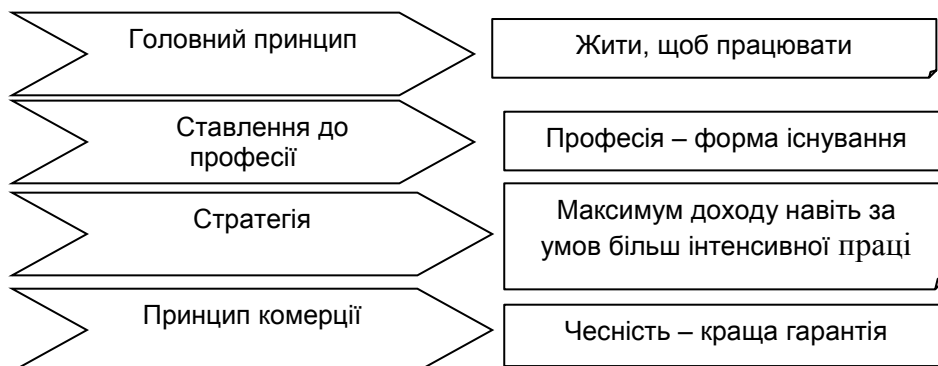 Головний принцип
Жити, щоб працювати
Ставлення до
професії
Професія – форма існування
Стратегія
Максимум доходу навіть за
умов більш інтенсивної праці
Принцип комерції
Чесність – краща гарантія